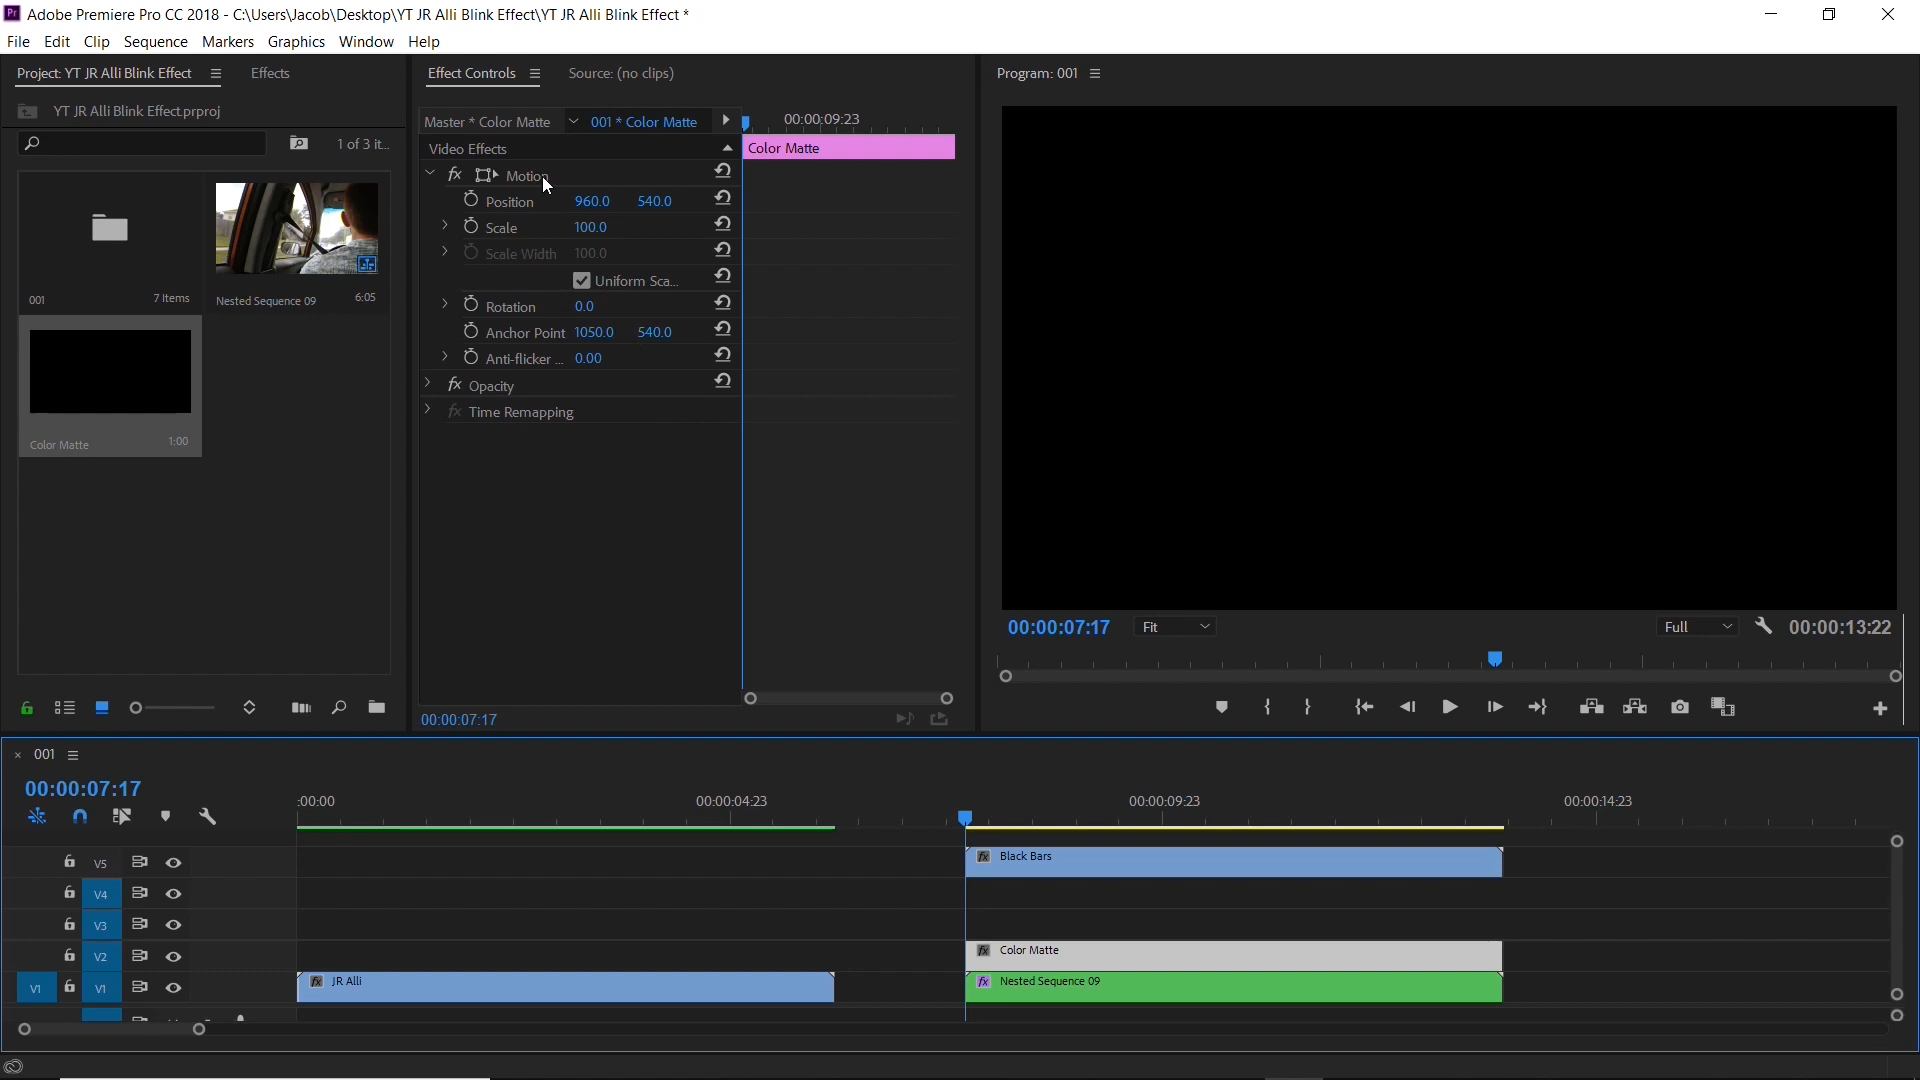 Pr Adobe Premiere Pro CC 2018 - C:\Users\Jacob\Desktop\YT JR Alli Blink Effect\YT JR Alli Blink Effect *
File Edit Clip Sequence Markers Graphics Window Help
Project: YT JR Alli Blink Effect Effects
YT JR Alli Blink Effect.prproj
1 of 3 it...
001 7 Items
Nested Sequence 09 6:05
Color Matte 1:00
Effect Controls Source: (no clips)
Master * Color Matte 001 * Color Matte 00:00:09:23
Video Effects Color Matte
fx Motion
Position 960.0 540.0
Scale 100.0
Scale Width 100.0
Uniform Sca...
Rotation 0.0
Anchor Point 1050.0 540.0
Anti-flicker ... 0.00
fx Opacity
fx Time Remapping
00:00:07:17
Program: 001
00:00:07:17 Fit Full 00:00:13:22
× 001
00:00:07:17
:00:00 00:00:04:23 00:00:09:23 00:00:14:23
V5 fx Black Bars
V4
V3
V2 fx Color Matte
V1 V1 fx JR Alli fx Nested Sequence 09